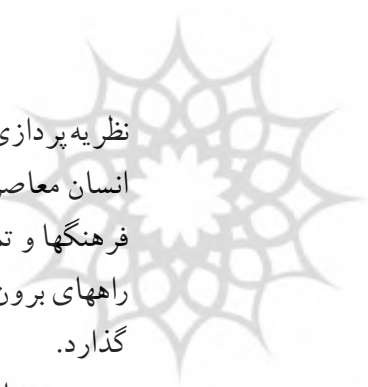 نظریه‌پردازی
انسان معاصر
فرهنگها و
راههای برون
گذارد.